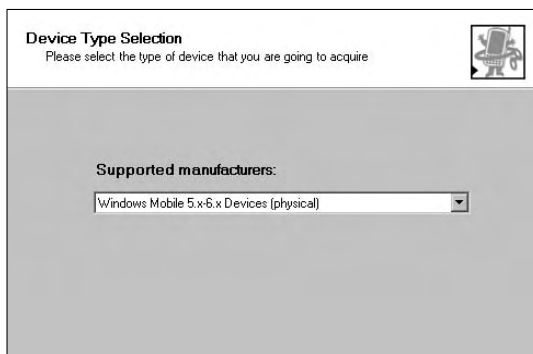 Device Type Selection
Please select the type of device that you are going to acquire
Supported manufacturers:
Windows Mobile 5.x-6.x Devices (physical)